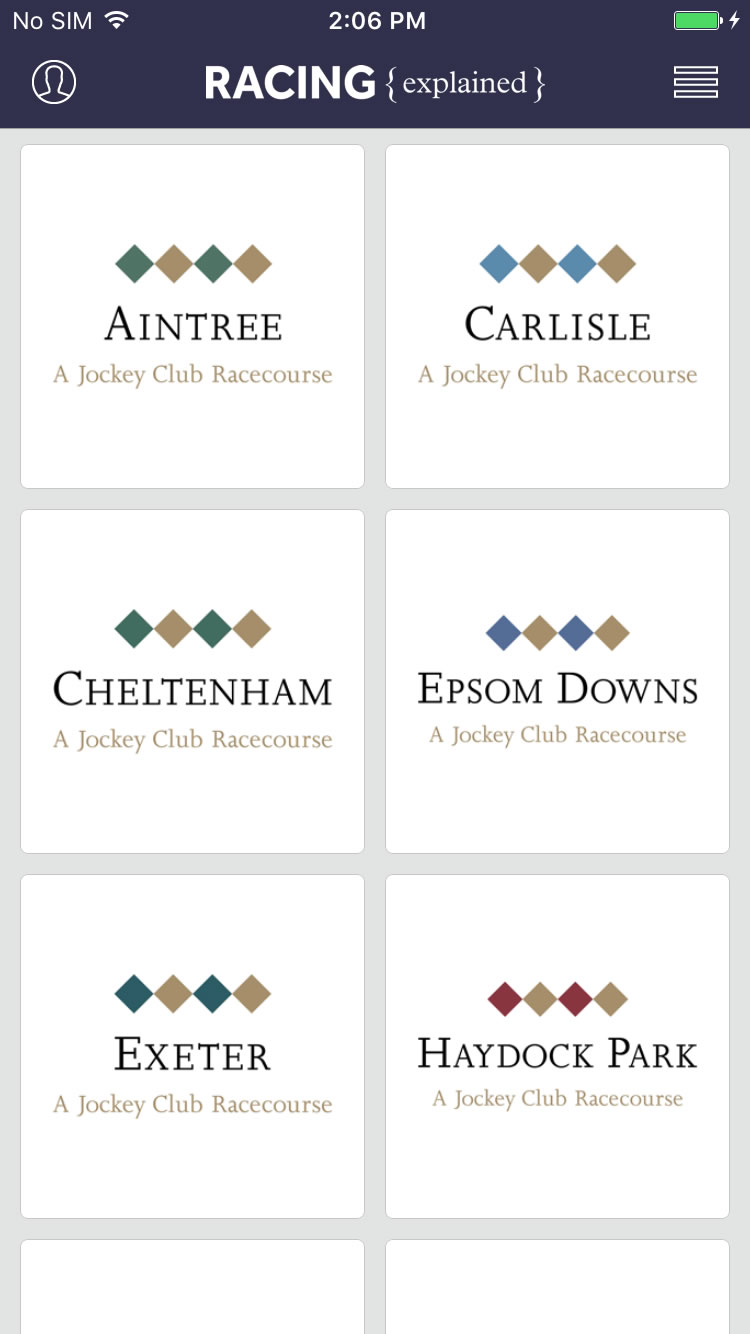 No SIM 2:06 PM
RACING {explained}
AINTREE
A Jockey Club Racecourse
CARLISLE
A Jockey Club Racecourse
CHELTENHAM
A Jockey Club Racecourse
EPSOM DOWNS
A Jockey Club Racecourse
EXETER
A Jockey Club Racecourse
HAYDOCK PARK
A Jockey Club Racecourse